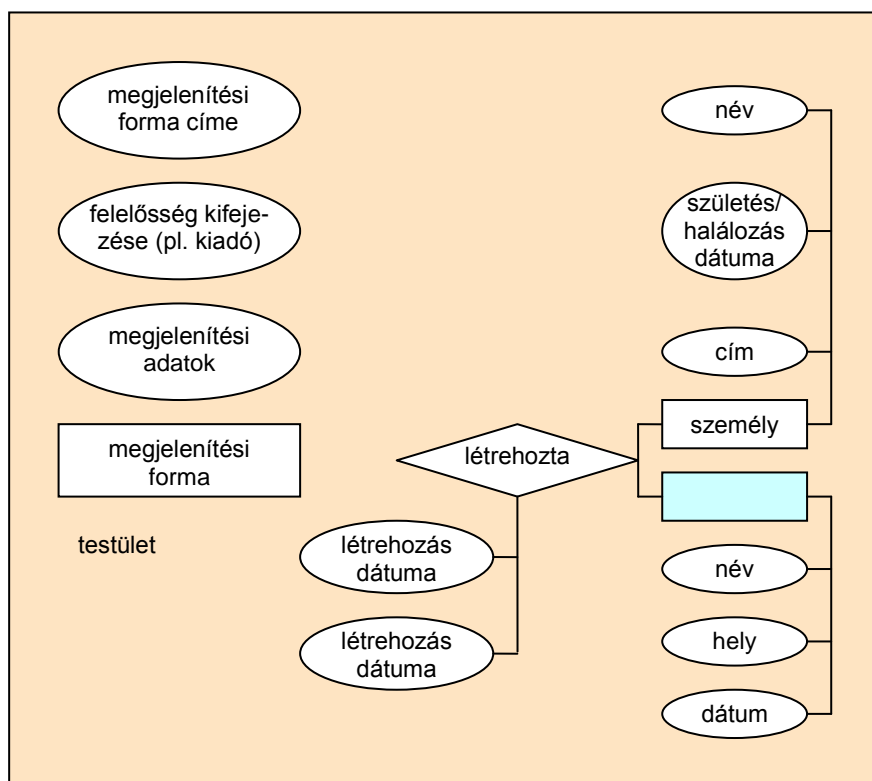 megjelenítési
forma címe
felelősség kifeje-
zése (pl. kiadó)
megjelenítési
adatok
megjelenítési
forma
testület
létrehozta
létrehozás
dátuma
létrehozás
dátuma
név
születés/
halálozás
dátuma
cím
személy
név
hely
dátum